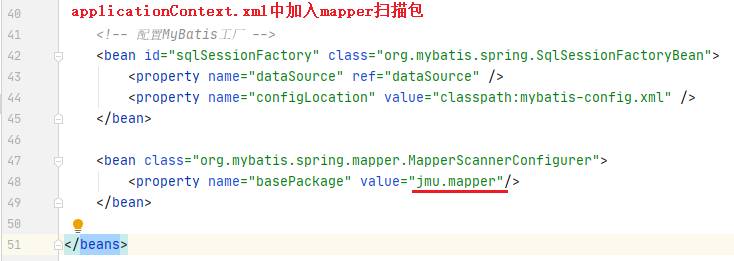 applicationContext.xml中加入mapper扫描包
40
41 <!-- 配置MyBatis工厂 -->
42 <bean id="sqlSessionFactory" class="org.mybatis.spring.SqlSessionFactoryBean">
43 <property name="dataSource" ref="dataSource" />
44 <property name="configLocation" value="classpath:mybatis-config.xml" />
45 </bean>
46
47 <bean class="org.mybatis.spring.mapper.MapperScannerConfigurer">
48 <property name="basePackage" value="jmu.mapper"/>
49 </bean>
50
51 </beans>